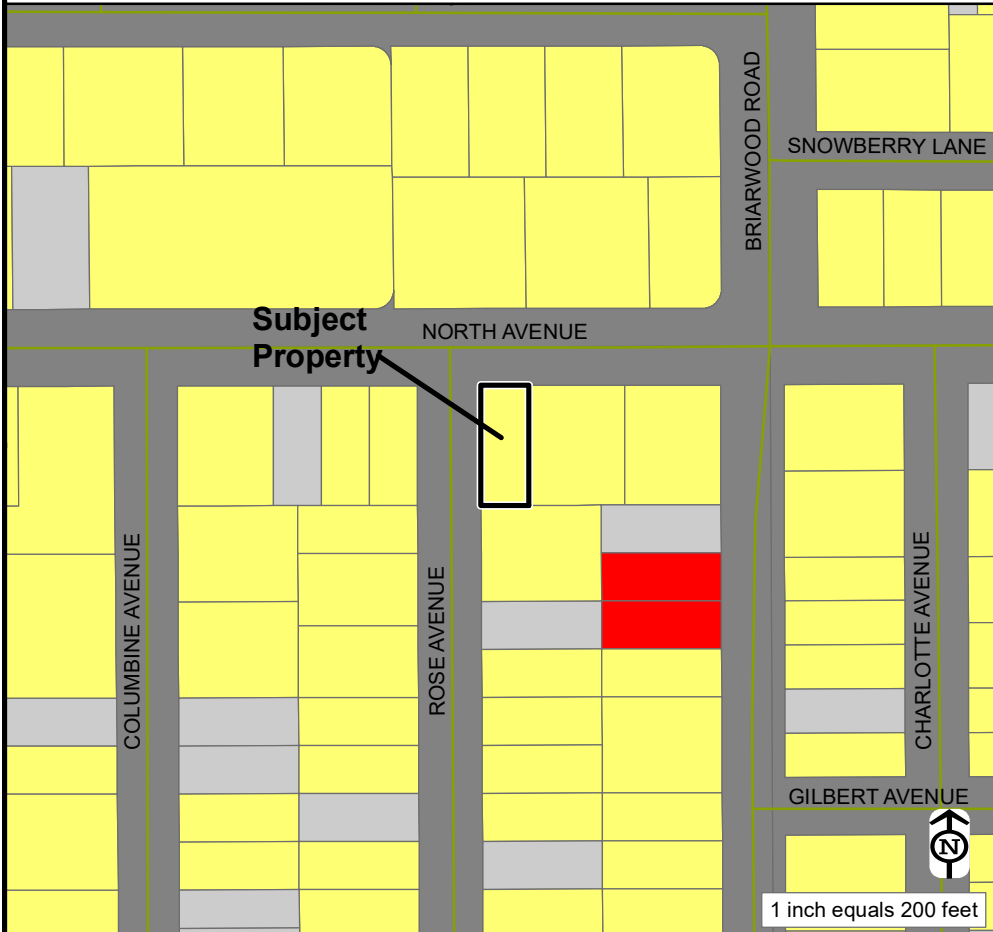 BRIARWOOD ROAD
SNOWBERRY LANE
Subject
Property
NORTH AVENUE
COLUMBINE AVENUE
ROSE AVENUE
CHARLOTTE AVENUE
GILBERT AVENUE
N
1 inch equals 200 feet